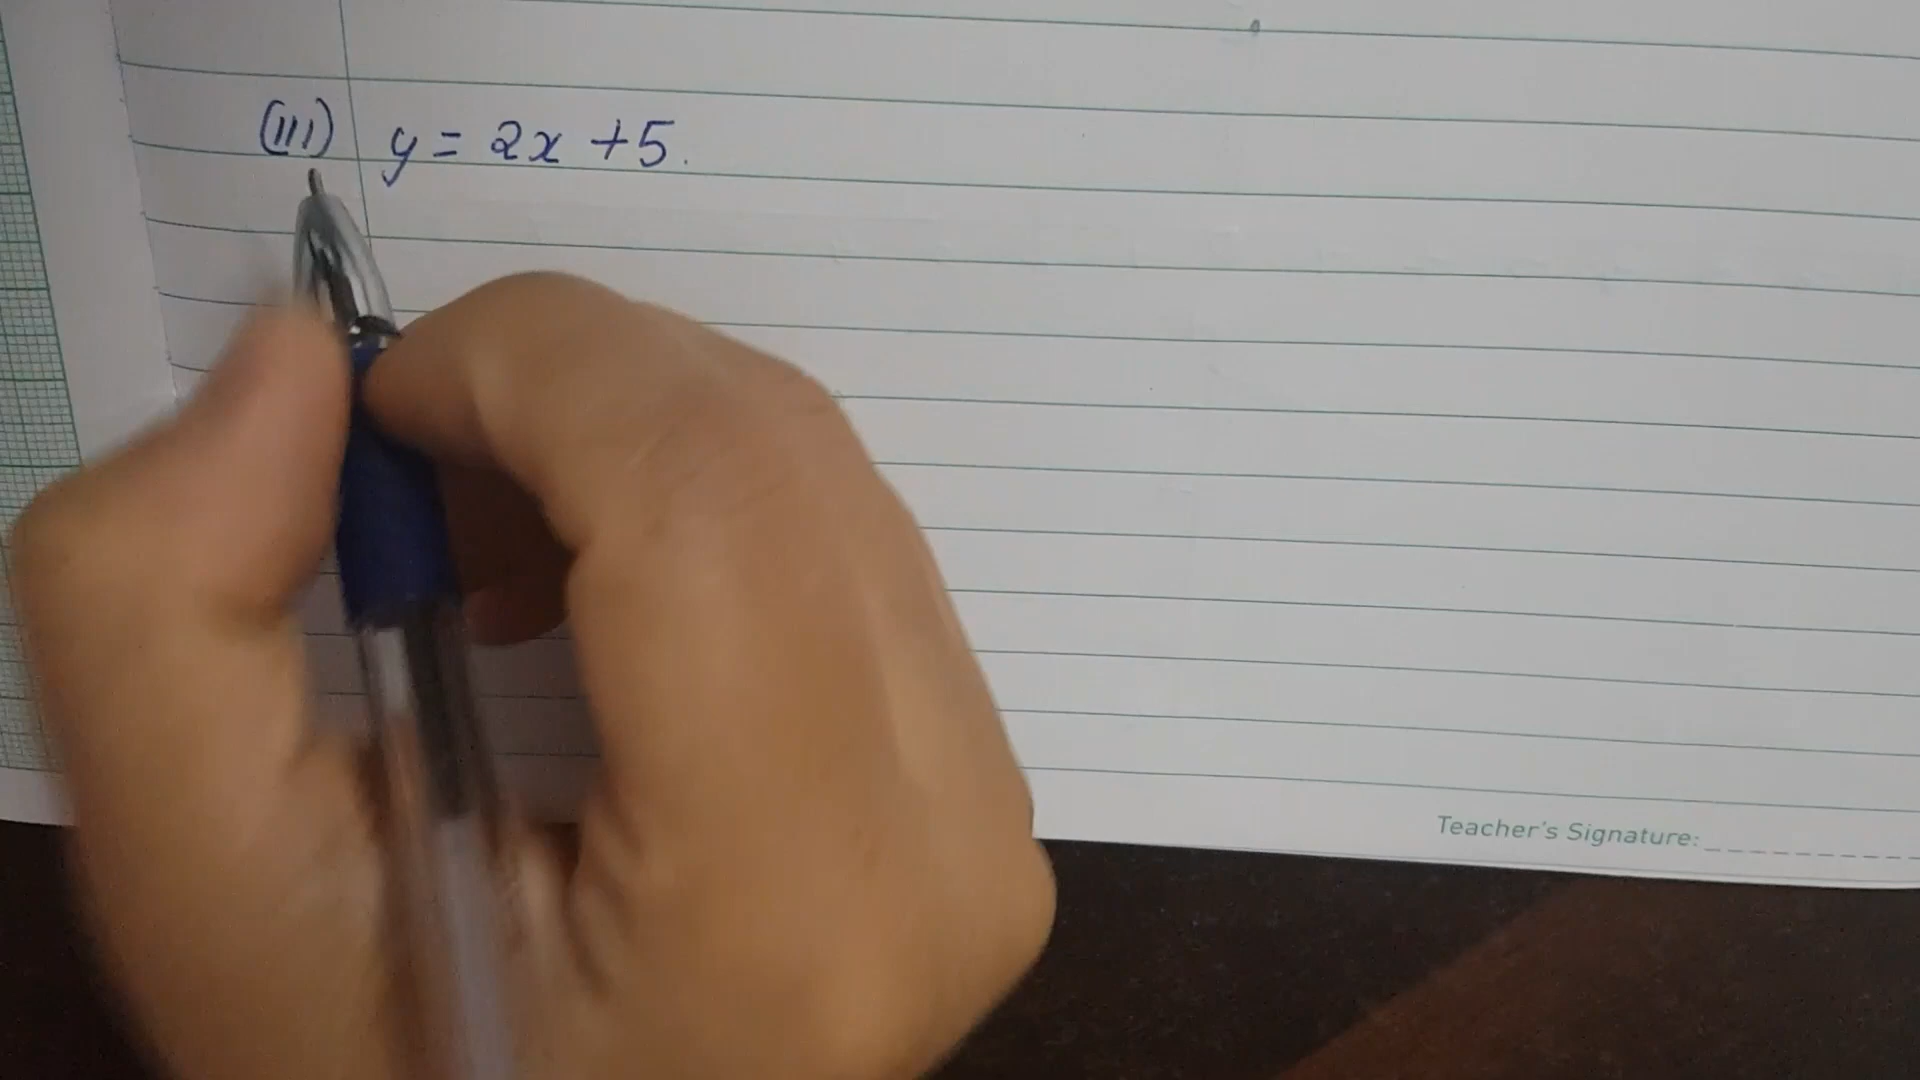 (iii) y = 2x + 5.
Teacher's Signature: